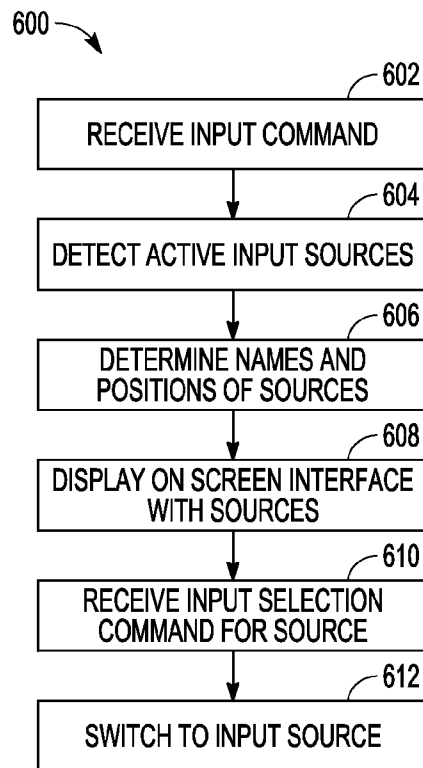 600
602
RECEIVE INPUT COMMAND
604
DETECT ACTIVE INPUT SOURCES
606
DETERMINE NAMES AND
POSITIONS OF SOURCES
608
DISPLAY ON SCREEN INTERFACE
WITH SOURCES
610
RECEIVE INPUT SELECTION
COMMAND FOR SOURCE
612
SWITCH TO INPUT SOURCE